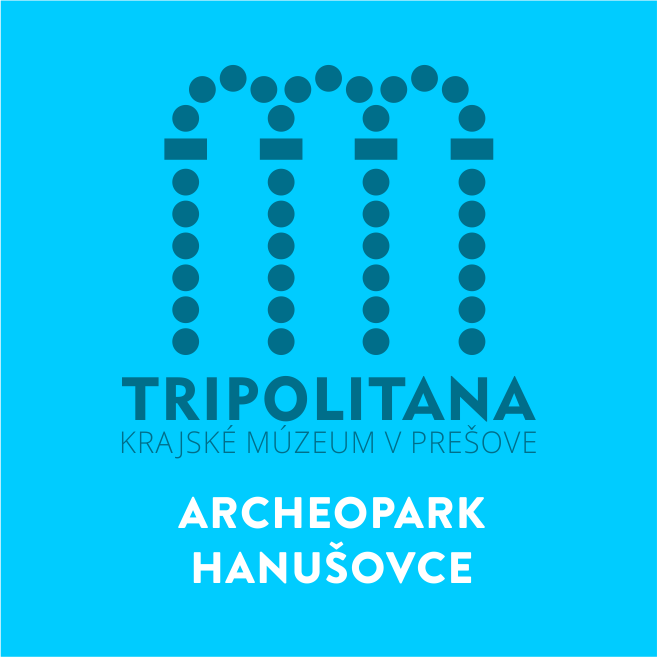 TRIPOLITANA
KRAJSKÉ MÚZEUM V PREŠOVE
ARCHEOPARK
HANUŠOVCE